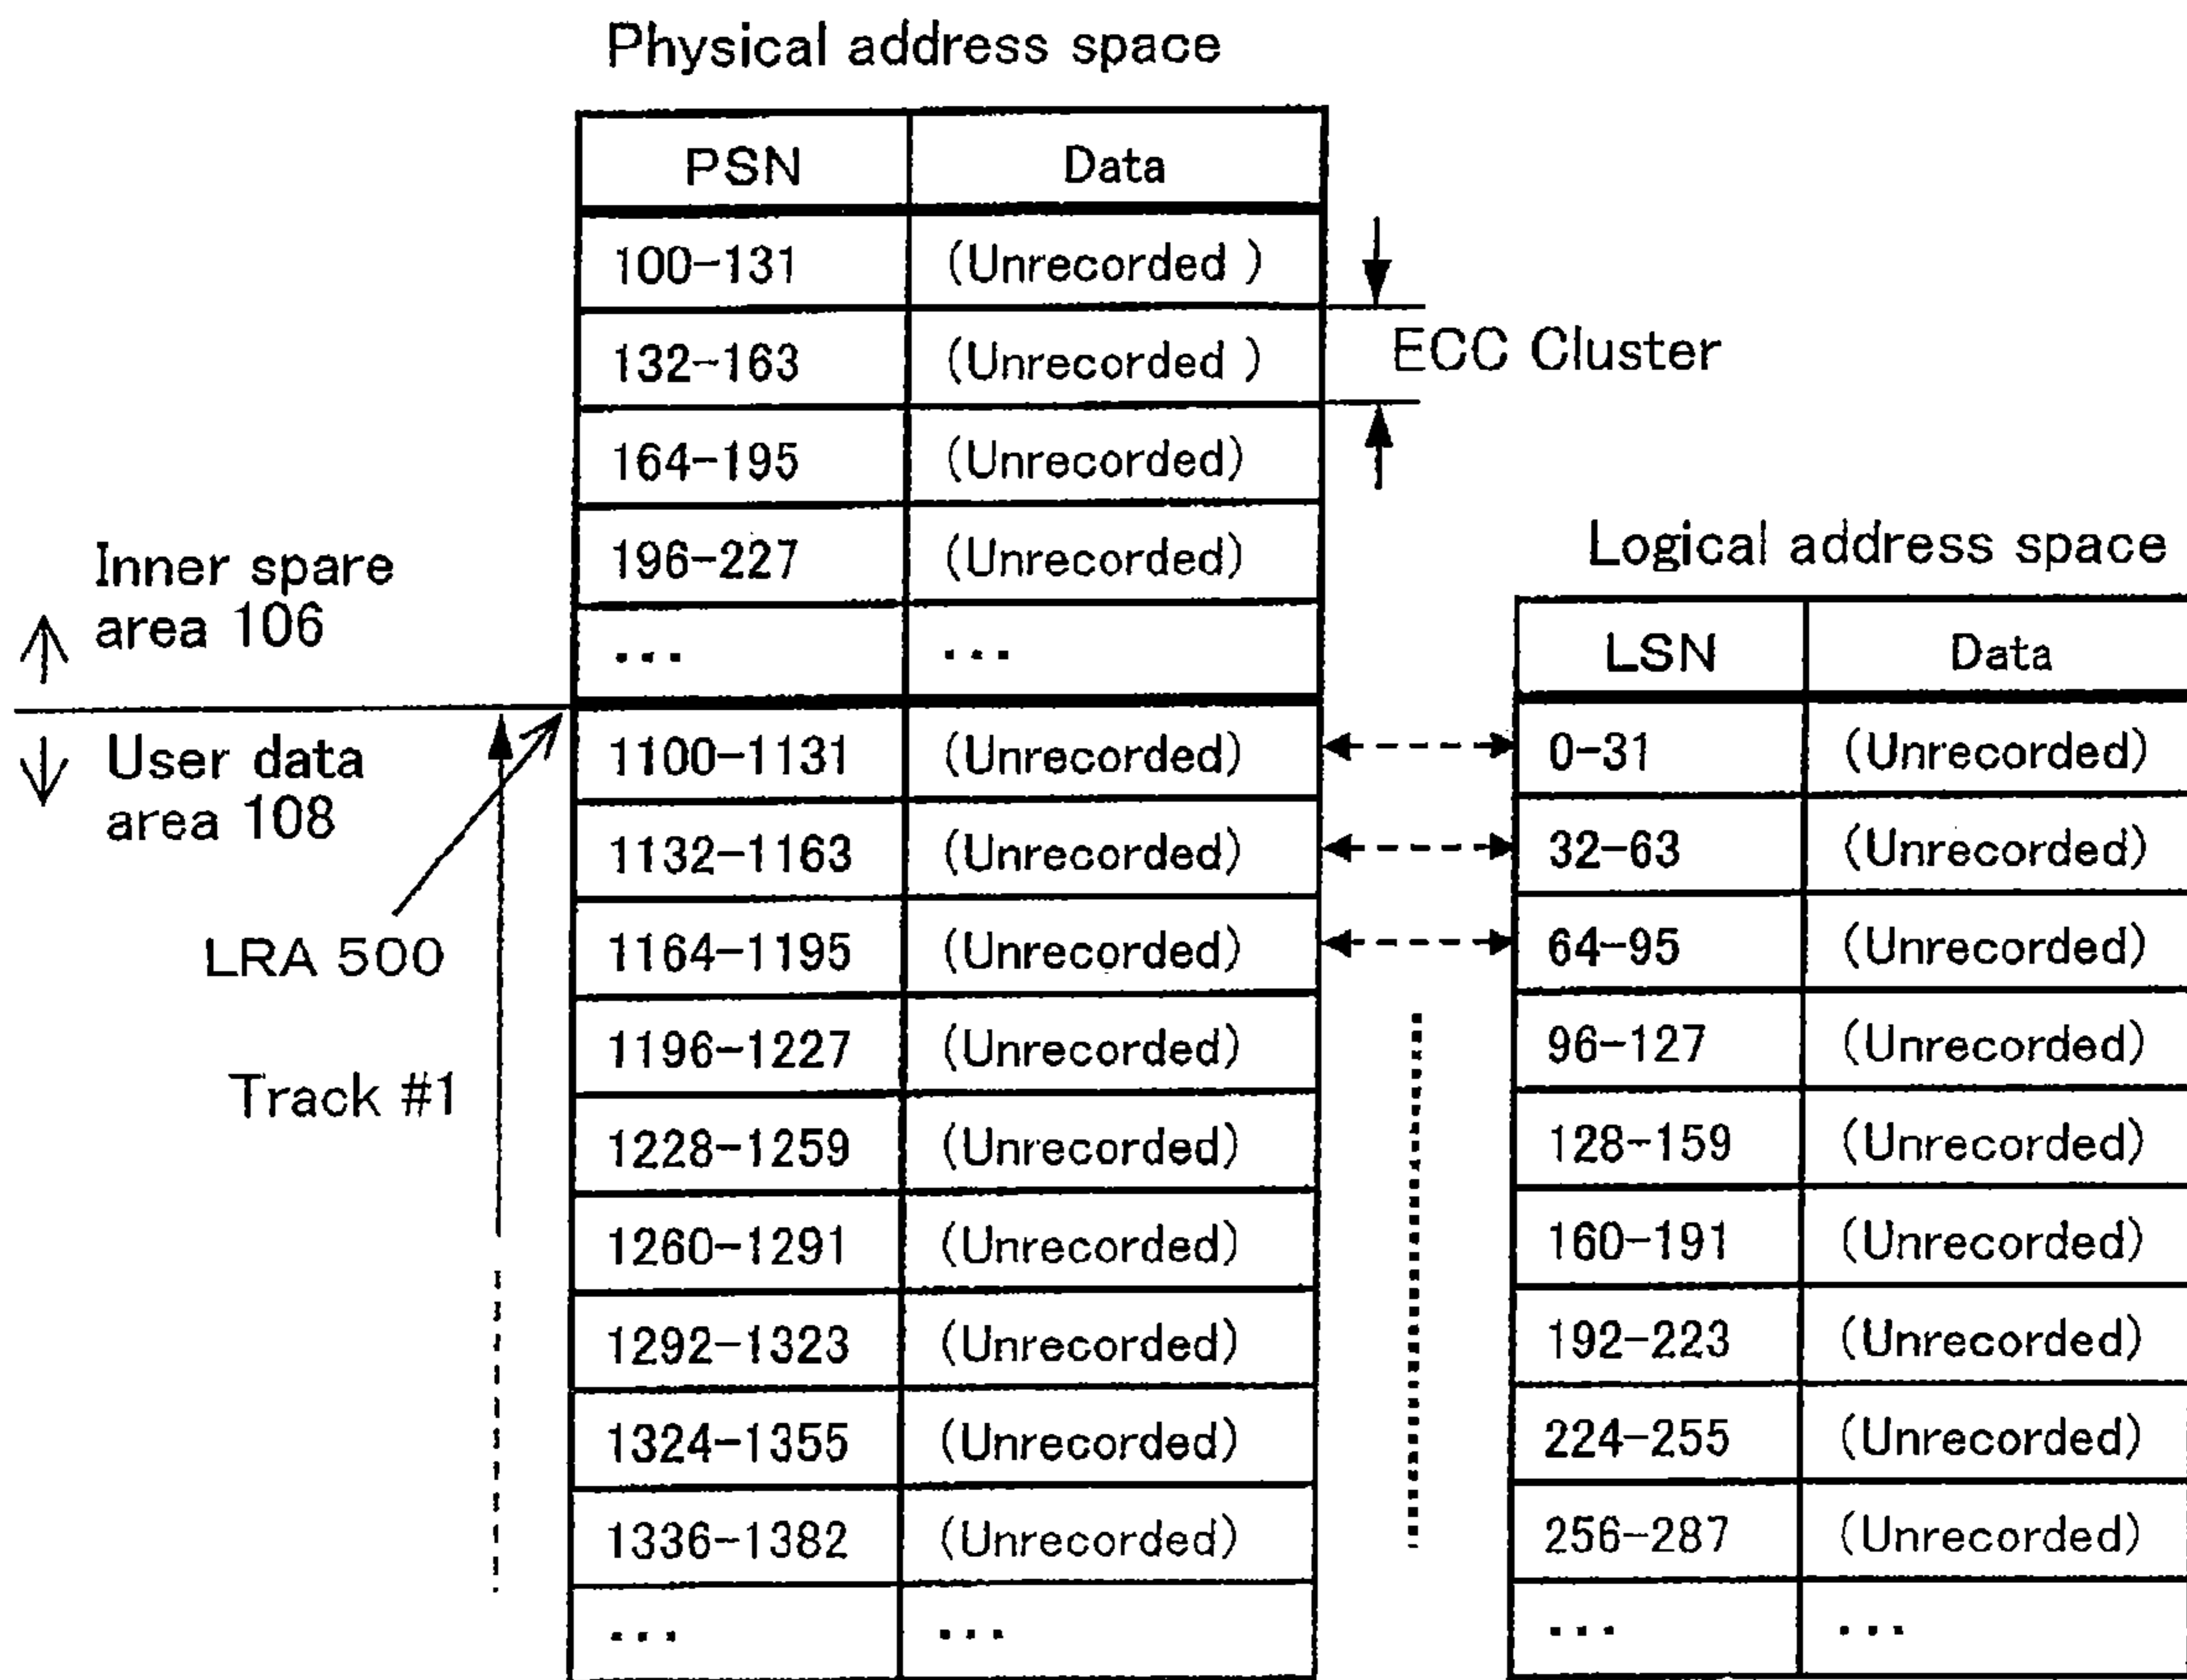 Physical address space
PSN Data
100-131 (Unrecorded )
132-163 (Unrecorded )
ECC Cluster
164-195 (Unrecorded)
196-227 (Unrecorded)
... ...
Inner spare
area 106
User data
area 108
LRA 500
Track #1
1100-1131 (Unrecorded)
1132-1163 (Unrecorded)
1164-1195 (Unrecorded)
1196-1227 (Unrecorded)
1228-1259 (Unrecorded)
1260-1291 (Unrecorded)
1292-1323 (Unrecorded)
1324-1355 (Unrecorded)
1336-1382 (Unrecorded)
... ...
Logical address space
LSN Data
0-31 (Unrecorded)
32-63 (Unrecorded)
64-95 (Unrecorded)
96-127 (Unrecorded)
128-159 (Unrecorded)
160-191 (Unrecorded)
192-223 (Unrecorded)
224-255 (Unrecorded)
256-287 (Unrecorded)
... ...